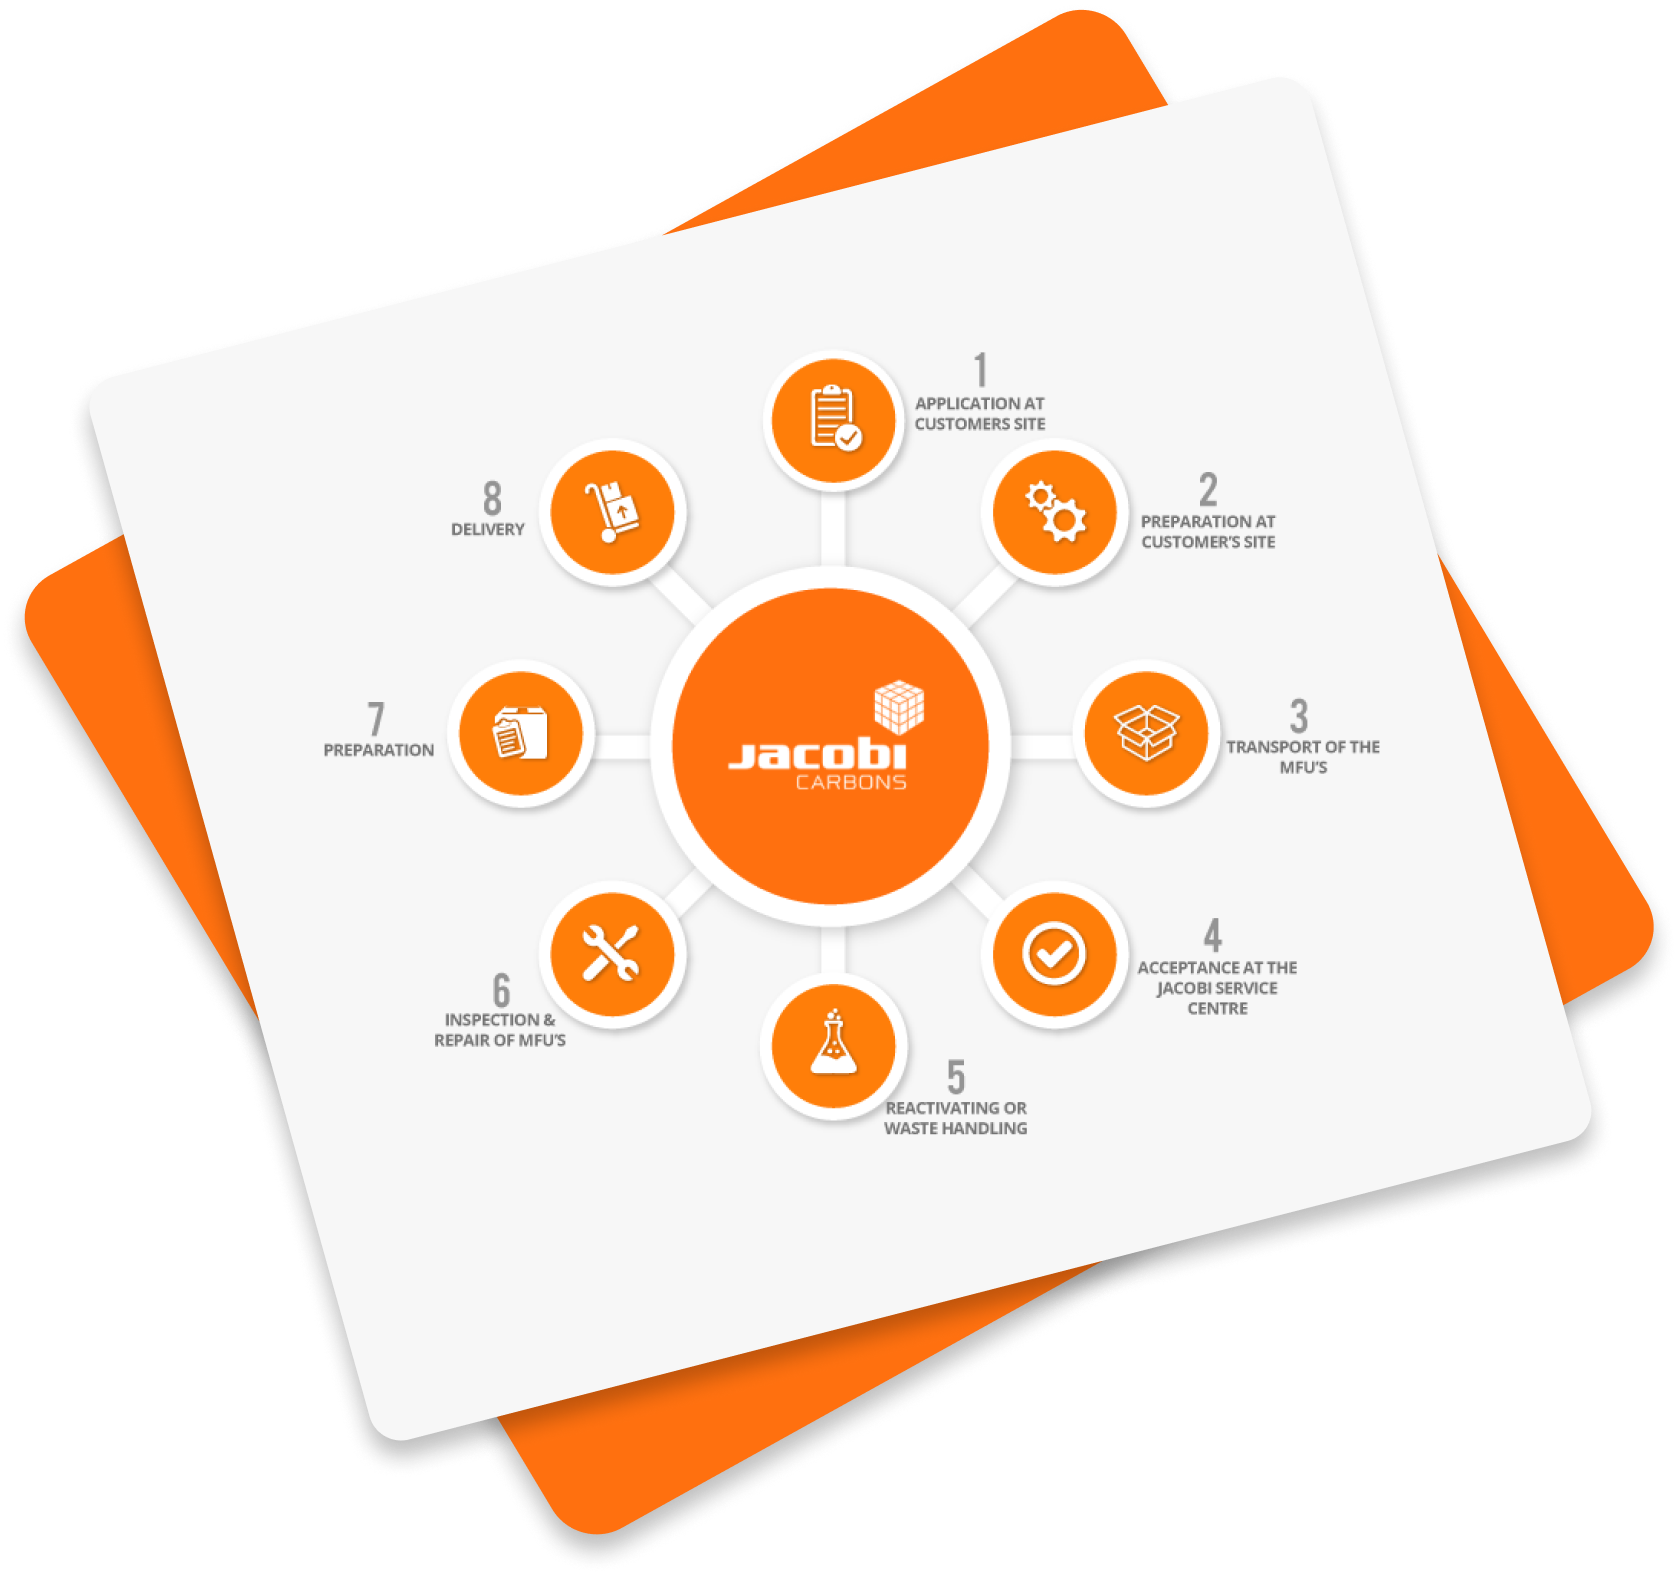 1
APPLICATION AT
CUSTOMERS SITE
2
PREPARATION AT
CUSTOMER'S SITE
3
TRANSPORT OF THE
MFU'S
4
ACCEPTANCE AT THE
JACOBI SERVICE
CENTRE
5
REACTIVATING OR
WASTE HANDLING
6
INSPECTION &
REPAIR OF MFU'S
7
PREPARATION
8
DELIVERY
Jacobi
CARBONS